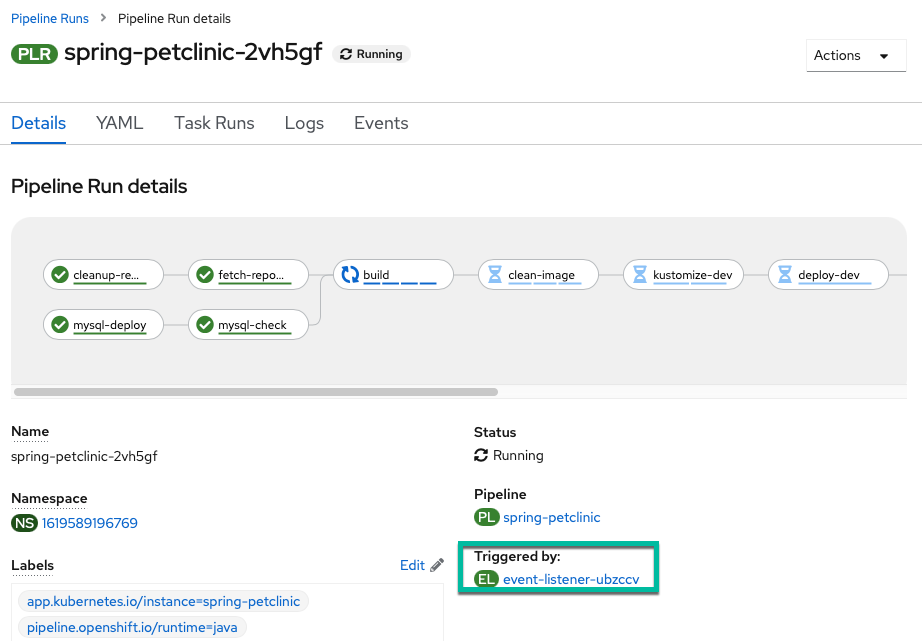 Pipeline Runs > Pipeline Run details
PLR spring-petclinic-2vh5gf Running
Actions
Details YAML Task Runs Logs Events
Pipeline Run details
cleanup-re... fetch-repo... build clean-image kustomize-dev deploy-dev
mysql-deploy mysql-check
Name
spring-petclinic-2vh5gf
Namespace
NS 1619589196769
Labels Edit
app.kubernetes.io/instance=spring-petclinic
pipeline.openshift.io/runtime=java
Status
Running
Pipeline
PL spring-petclinic
Triggered by:
EL event-listener-ubzccv